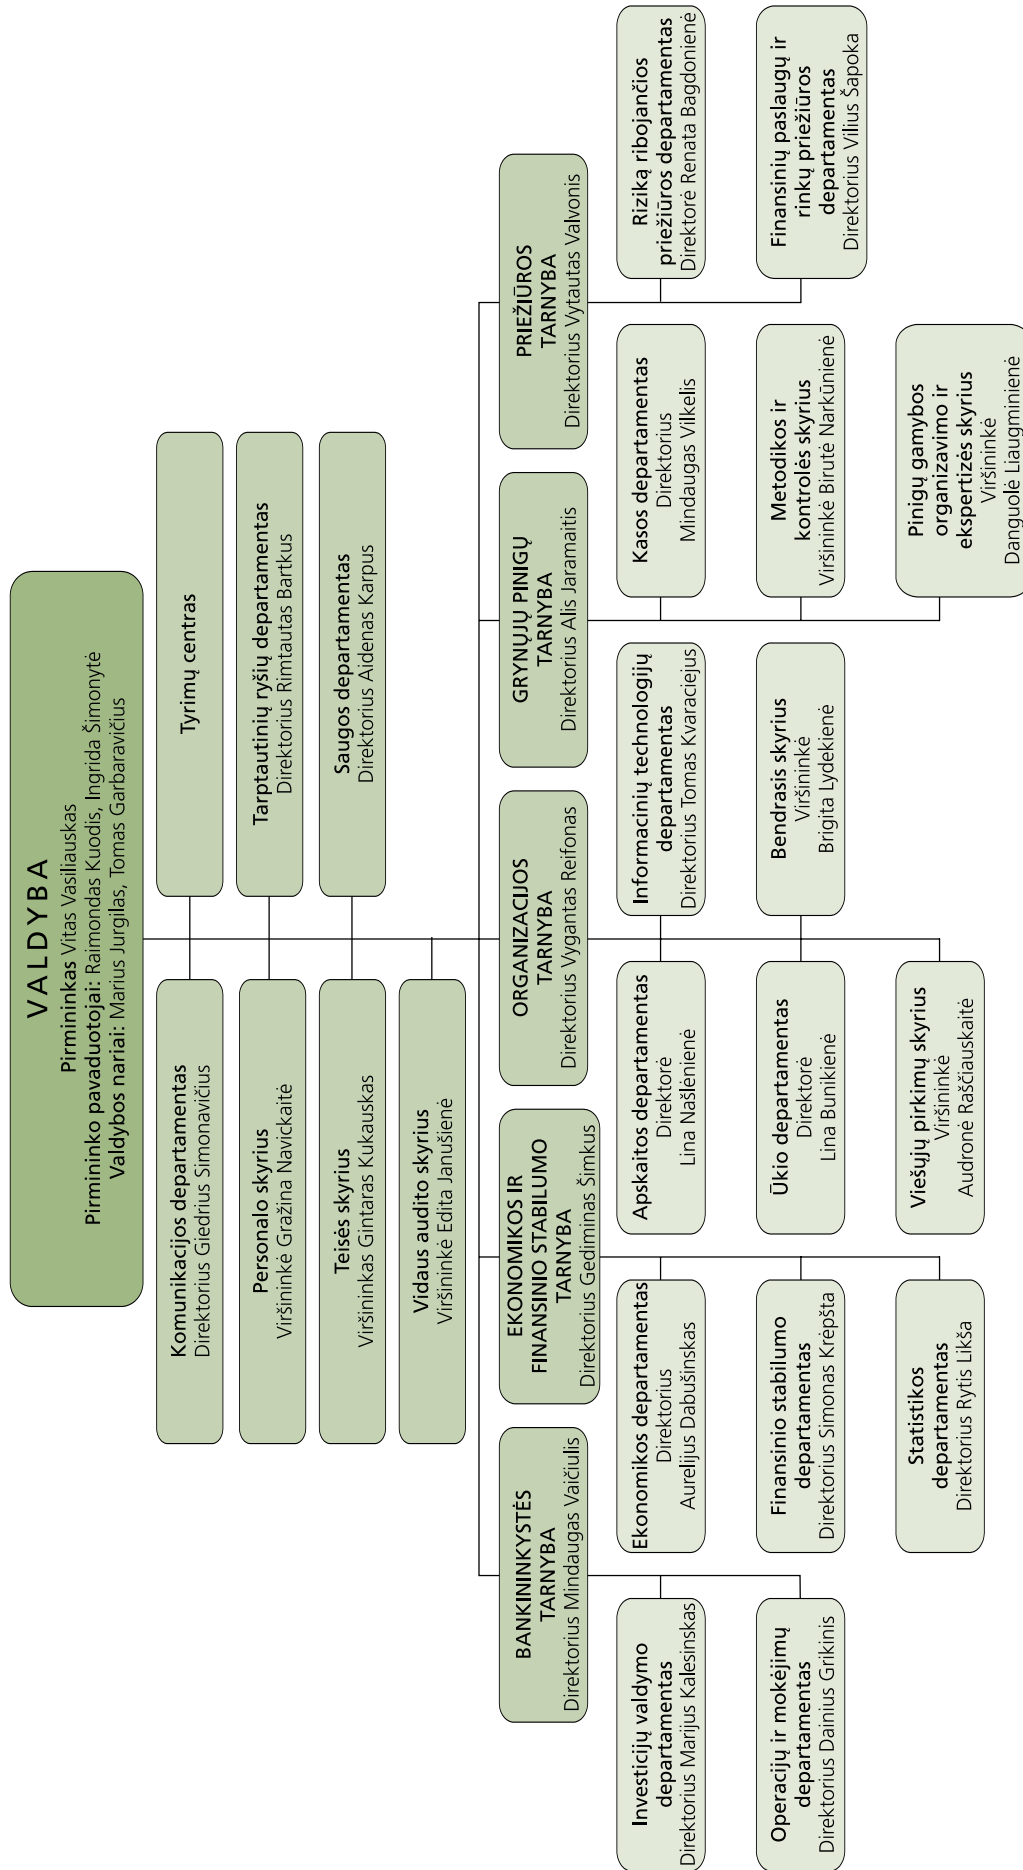 VALDYBA
Pirmininkas Vitas Vasiliauskas
Pirmininko pavaduotojai: Raimondas Kuodis, Ingrida Šimonytė
Valdybos nariai: Marius Jurgilas, Tomas Garbaravičius
Komunikacijos departamentas
Direktorius Giedrius Simonavičius
Tyrimų centras
Personalo skyrius
Viršininkė Gražina Navickaitė
Tarptautinių ryšių departamentas
Direktorius Rimtautas Bartkus
Teisės skyrius
Viršininkas Gintaras Kukauskas
Saugos departamentas
Direktorius Aidenas Karpus
Vidaus audito skyrius
Viršininkė Edita Janušienė
BANKININKYSTĖS
TARNYBA
Direktorius Mindaugas Vaičiulis
EKONOMIKOS IR
FINANSINIO STABILUMO
TARNYBA
Direktorius Gediminas Šimkus
ORGANIZACIJOS
TARNYBA
Direktorius Vygantas Reifonas
GRYNŲJŲ PINIGŲ
TARNYBA
Direktorius Alis Jaramaitis
PRIEŽIŪROS
TARNYBA
Direktorius Vytautas Valvonis
Investicijų valdymo
departamentas
Direktorius Marijus Kalesinskas
Ekonomikos departamentas
Direktorius
Aurelijus Dabušinskas
Apskaitos departamentas
Direktorė
Lina Našlėnienė
Informacinių technologijų
departamentas
Direktorius Tomas Kvaraciejus
Kasos departamentas
Direktorius
Mindaugas Vilkelis
Riziką ribojančios
priežiūros departamentas
Direktorė Renata Bagdonienė
Operacijų ir mokėjimų
departamentas
Direktorius Dainius Grikinis
Finansinio stabilumo
departamentas
Direktorius Simonas Krėpšta
Ūkio departamentas
Direktorė
Lina Bunikienė
Bendrasis skyrius
Viršininkė
Brigita Lydekienė
Metodikos ir
kontrolės skyrius
Viršininkė Birutė Narkūnienė
Finansinių paslaugų ir
rinkų priežiūros
departamentas
Direktorius Vilius Šapoka
Statistikos
departamentas
Direktorius Rytis Likša
Viešųjų pirkimų skyrius
Viršininkė
Audronė Raščiauskaitė
Pinigų gamybos
organizavimo ir
ekspertizės skyrius
Viršininkė
Danguolė Liaugminienė